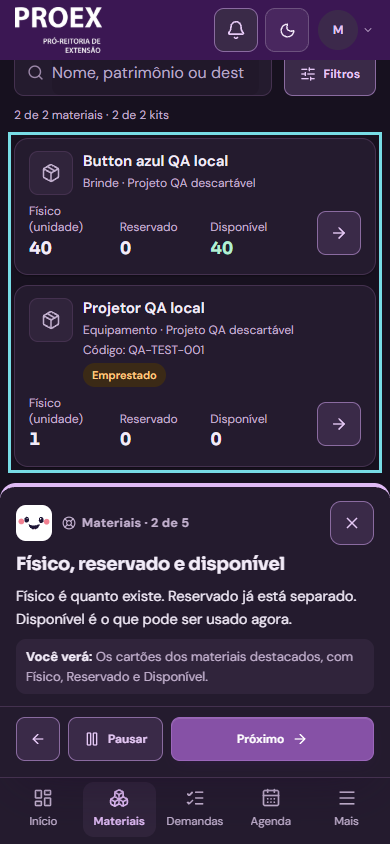 PROEX
PRÓ-REITORIA DE
EXTENSÃO
M
Nome, patrimônio ou dest
Filtros
2 de 2 materiais · 2 de 2 kits
Button azul QA local
Brinde · Projeto QA descartável
Físico
(unidade)
Reservado
Disponível
40
0
40
Projetor QA local
Equipamento · Projeto QA descartável
Código: QA-TEST-001
Emprestado
Físico
(unidade)
Reservado
Disponível
1
0
0
Materiais · 2 de 5
Físico, reservado e disponível
Físico é quanto existe. Reservado já está separado.
Disponível é o que pode ser usado agora.
Você verá: Os cartões dos materiais destacados, com
Físico, Reservado e Disponível.
Pausar
Próximo
Início
Materiais
Demandas
Agenda
Mais